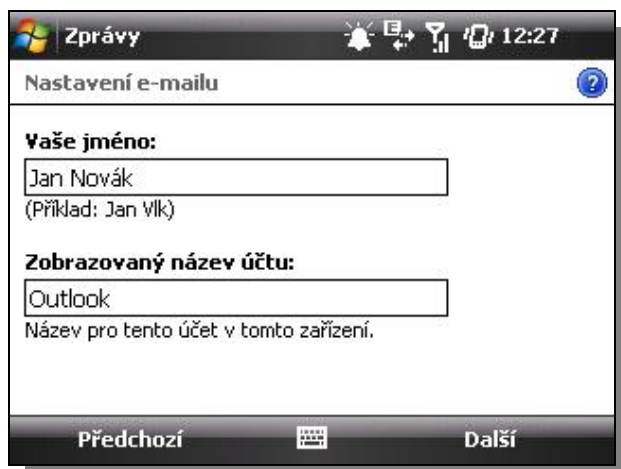 Zprávy 12:27
Nastavení e-mailu
Vaše jméno:
Jan Novák
(Příklad: Jan Vlk)
Zobrazovaný název účtu:
Outlook
Název pro tento účet v tomto zařízení.
Předchozí Další